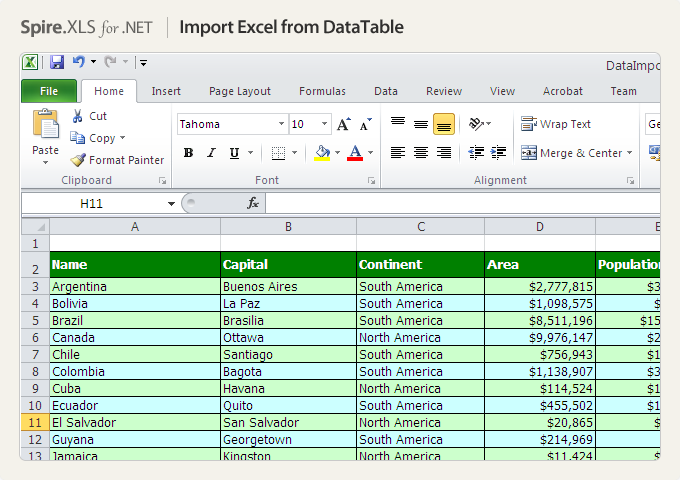 Spire.XLS for .NET | Import Excel from DataTable
DataImpo
File Home Insert Page Layout Formulas Data Review View Acrobat Team
Cut
Copy
Format Painter
Paste
Clipboard
Tahoma 10 A A
B I U A
Font
Wrap Text
Merge & Center
Alignment
Ge
H11 fx
A B C D E
1
2 Name Capital Continent Area Population
3 Argentina Buenos Aires South America $2,777,815 $3
4 Bolivia La Paz South America $1,098,575 $
5 Brazil Brasilia South America $8,511,196 $15
6 Canada Ottawa North America $9,976,147 $2
7 Chile Santiago South America $756,943 $1
8 Colombia Bagota South America $1,138,907 $3
9 Cuba Havana North America $114,524 $1
10 Ecuador Quito South America $455,502 $1
11 El Salvador San Salvador North America $20,865 $
12 Guyana Georgetown South America $214,969
13 Jamaica Kingston North America $11,424 $